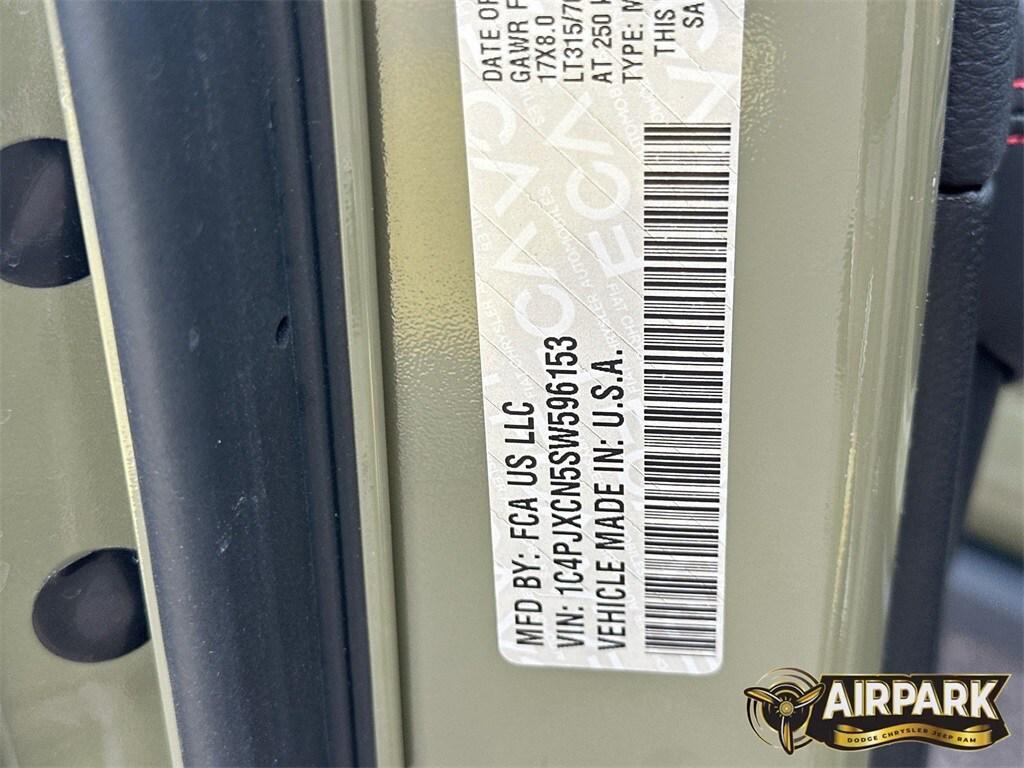 MFD BY: FCA US LLC
DATE OF
GAWR F
17X8.0
LT315/70
AT 250 k
VIN: 1C4PJXCN5SW596153
TYPE: M
VEHICLE MADE IN: U.S.A.
THIS
SA
AIRPARK
DODGE CHRYSLER JEEP RAM